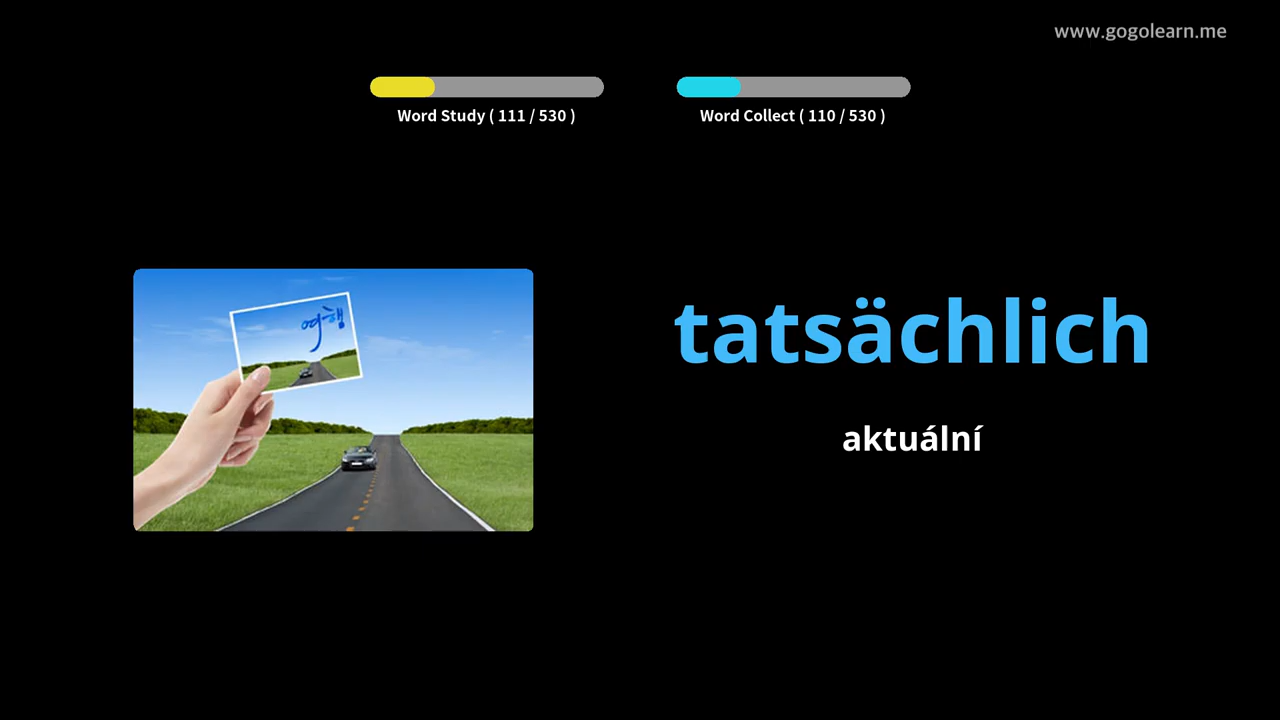 www.gogolearn.me
Word Study ( 111 / 530 )
Word Collect ( 110 / 530 )
여행
tatsächlich
aktuální